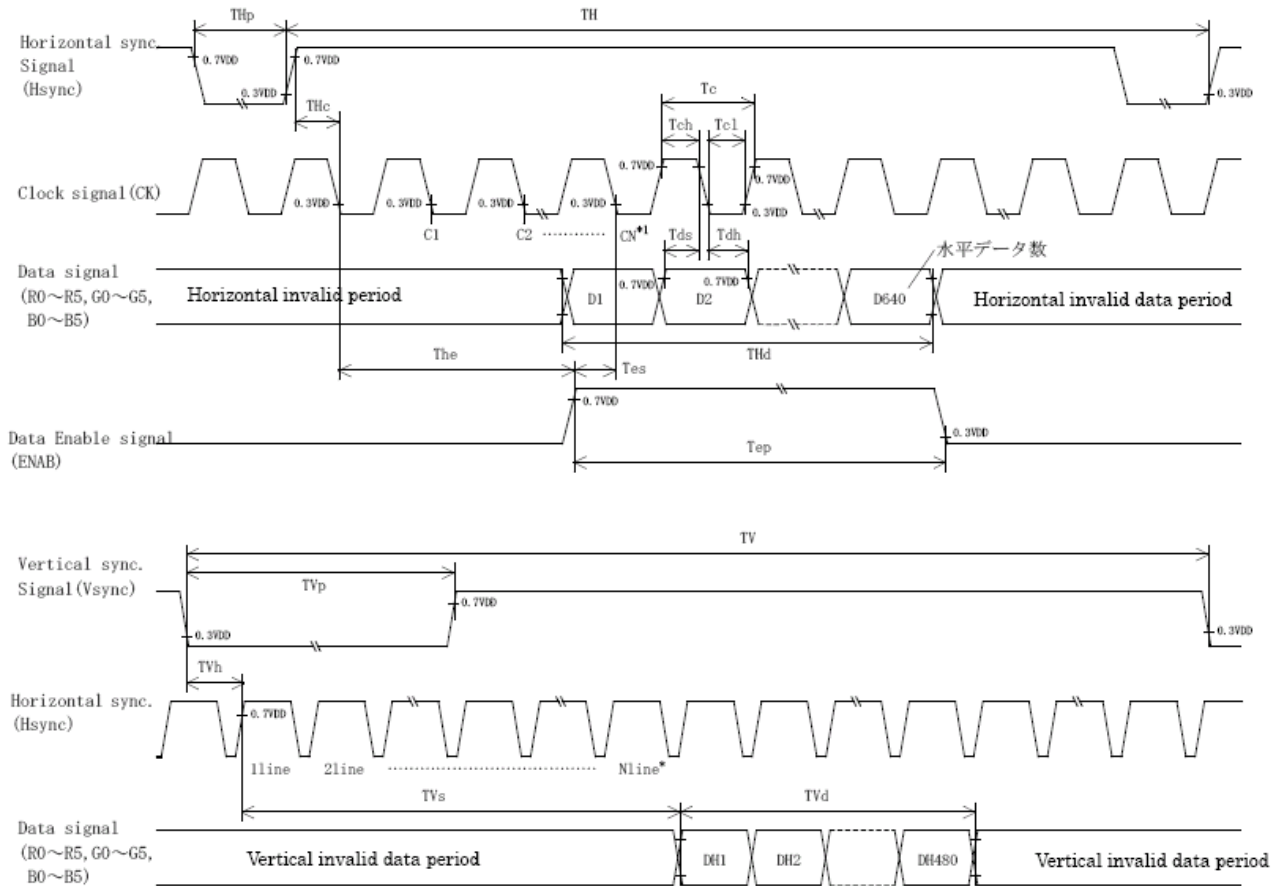 THp
TH
Horizontal sync.
Signal
(Hsync)
0.7VDD
0.7VDD
0.3VDD
0.3VDD
THc
Tc
Tch
Tcl
Clock signal(CK)
0.3VDD
0.3VDD
0.3VDD
0.3VDD
0.7VDD
0.7VDD
0.3VDD
C1
C2
CN*1
Tds
Tdh
水平データ数
Data signal
(R0～R5,G0～G5,
B0～B5)
Horizontal invalid period
D1
0.7VDD
D2
0.7VDD
D640
Horizontal invalid data period
The
Tes
THd
0.7VDD
Data Enable signal
(ENAB)
Tep
0.3VDD
TV
Vertical sync.
Signal(Vsync)
TVp
0.7VDD
0.3VDD
0.3VDD
TVh
Horizontal sync.
(Hsync)
0.7VDD
1line
2line
Nline*
TVs
TVd
Data signal
(R0～R5,G0～G5,
B0～B5)
Vertical invalid data period
DH1
DH2
DH480
Vertical invalid data period